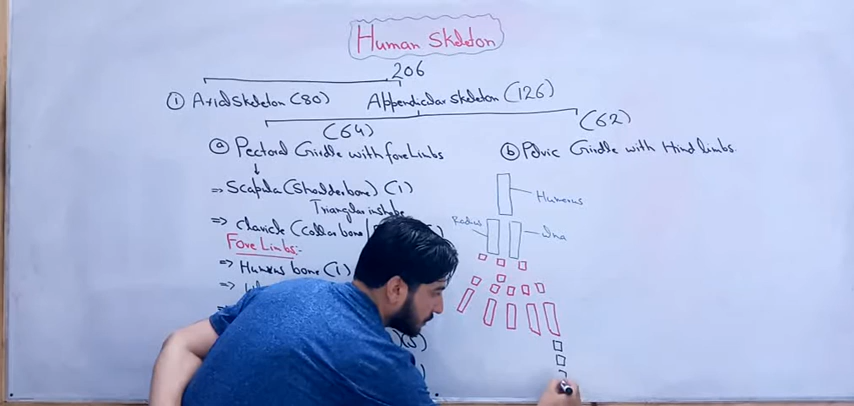 Human Skeleton
206
① Axial skeleton (80) Appendicular skeleton (126)
(64) (62)
ⓐ Pectoral Girdle with fore Limbs ⓑ Pelvic Girdle with Hind limbs
⇒ Scapula (Shoulder bone) (1)
Triangular in shape
⇒ Clavicle (Collar bone
Fore Limbs:-
⇒ Humerus bone (1)
Humerus
Radius
Ulna